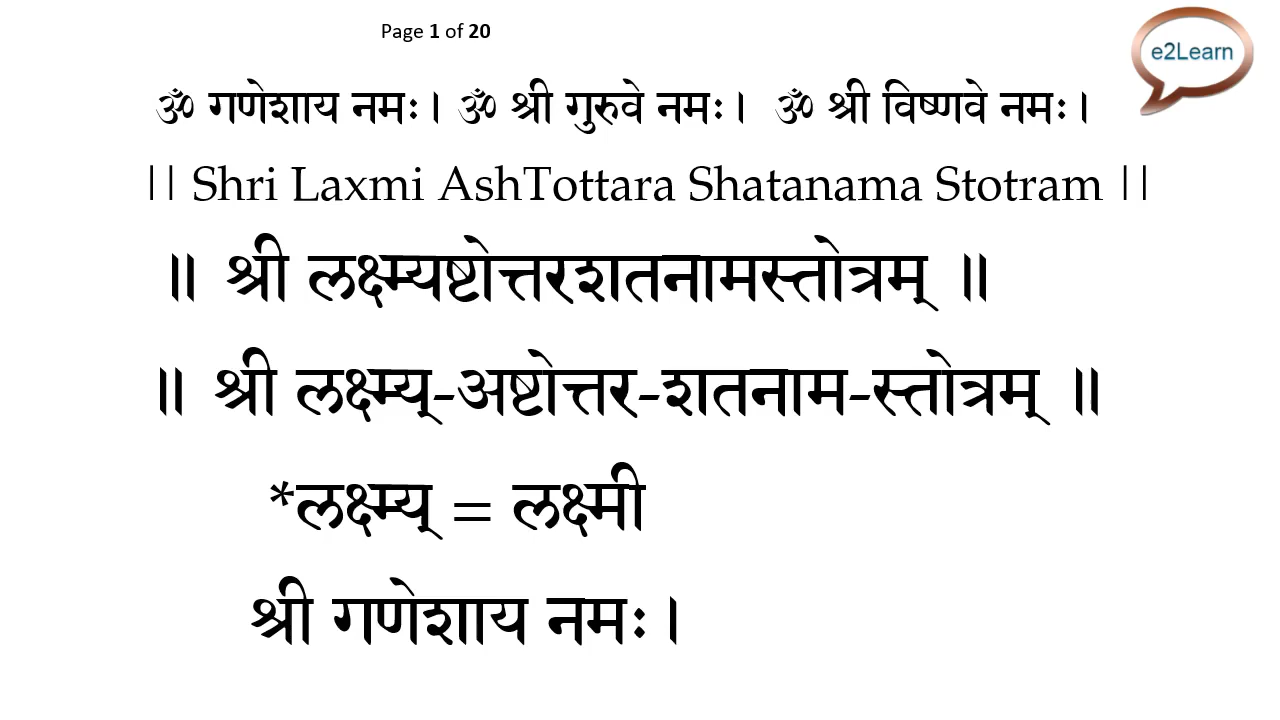 Page 1 of 20
e2Learn
ॐ गणेशाय नमः। ॐ श्री गुरुवे नमः। ॐ श्री विष्णवे नमः।
|| Shri Laxmi AshTottara Shatanama Stotram ||
॥ श्री लक्ष्म्यष्टोत्तरशतनामस्तोत्रम् ॥
॥ श्री लक्ष्म्य्-अष्टोत्तर-शतनाम-स्तोत्रम् ॥
*लक्ष्म्य् = लक्ष्मी
श्री गणेशाय नमः।